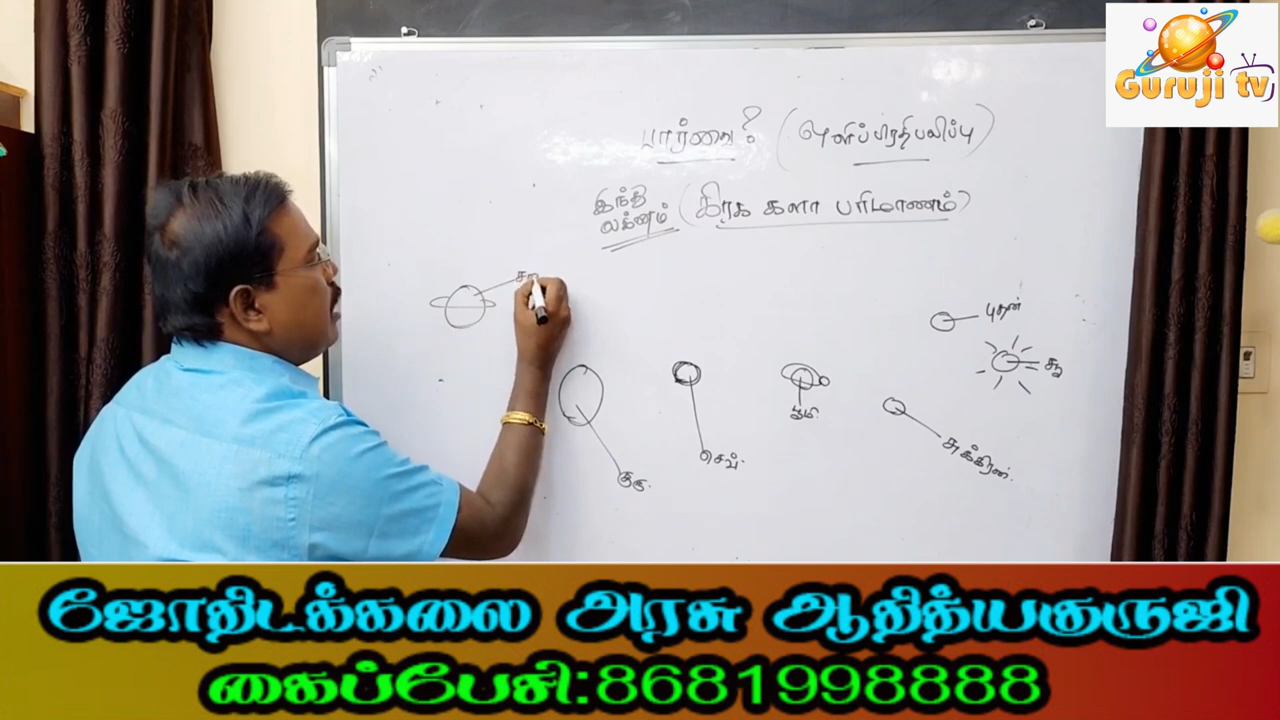 Guruji tv
பார்வை? (ஒளிப்பிரதிபலிப்பு)
இந்து
லக்னம் (கிரக களா பரிமாணம்)
புதன்
சூ
பூமி.
சுக்கிரன்.
செவ்.
குரு.
ஜோதிடக்கலை அரசு ஆதித்யகுருஜி
கைப்பேசி:8681998888